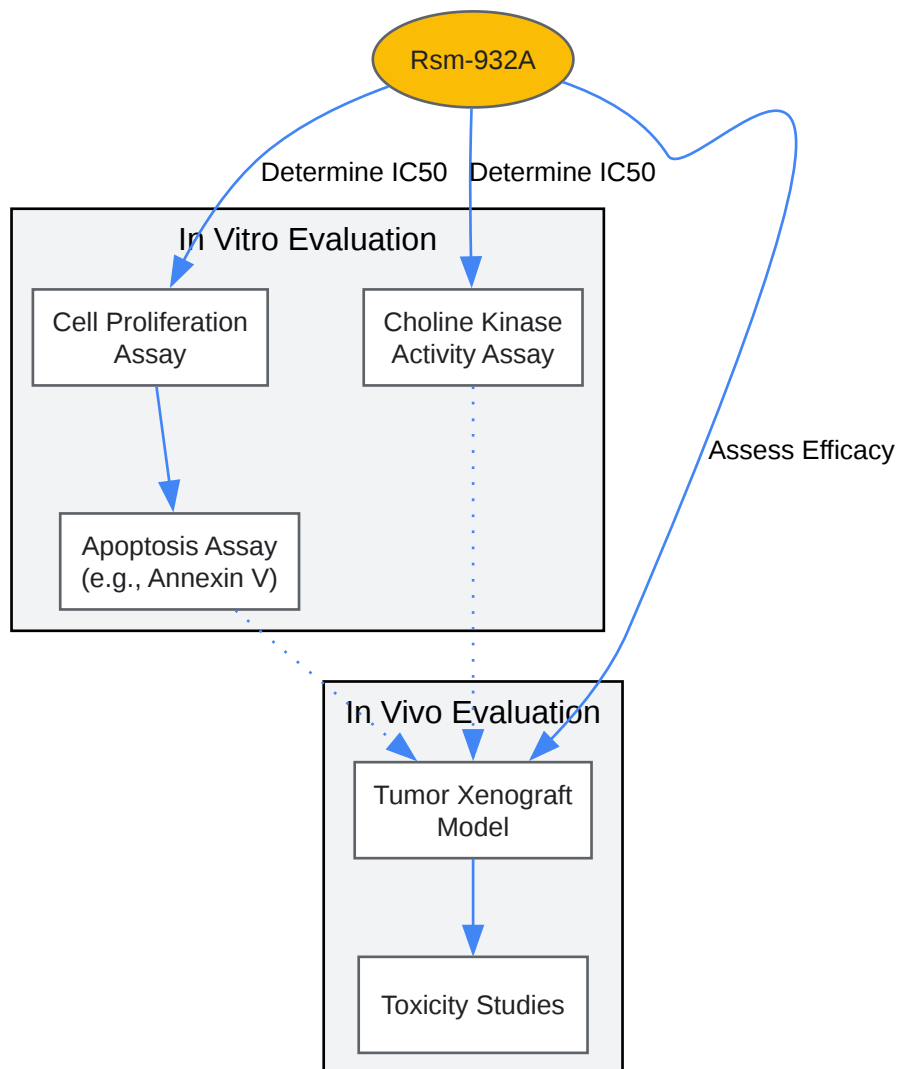 Rsm-932A
Determine IC50
Determine IC50
In Vitro Evaluation
Cell Proliferation
Assay
Choline Kinase
Activity Assay
Assess Efficacy
Apoptosis Assay
(e.g., Annexin V)
In Vivo Evaluation
Tumor Xenograft
Model
Toxicity Studies